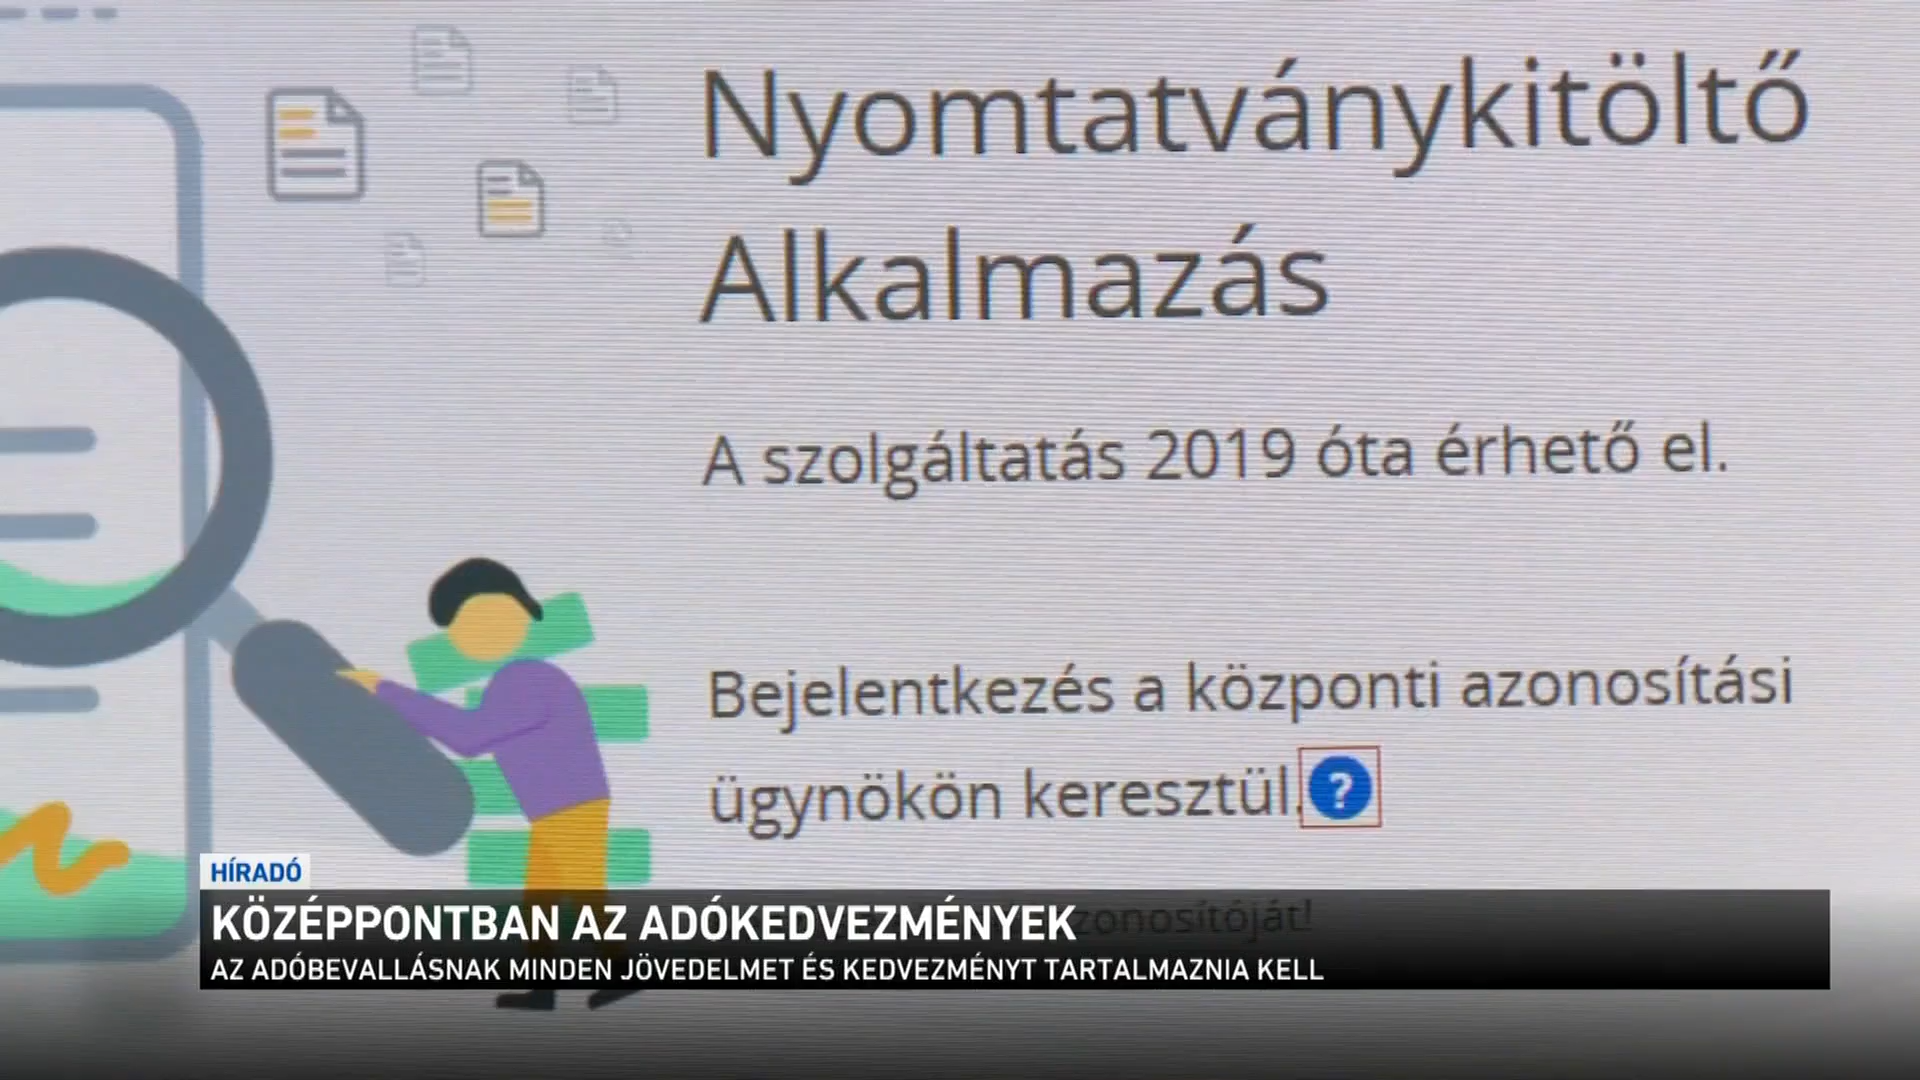 Nyomtatványkitöltő
Alkalmazás
A szolgáltatás 2019 óta érhető el.
Bejelentkezés a központi azonosítási
ügynökön keresztül.
?
HÍRADÓ
KÖZÉPPONTBAN AZ ADÓKEDVEZMÉNYEK
AZ ADÓBEVALLÁSNAK MINDEN JÖVEDELMET ÉS KEDVEZMÉNYT TARTALMAZNIA KELL